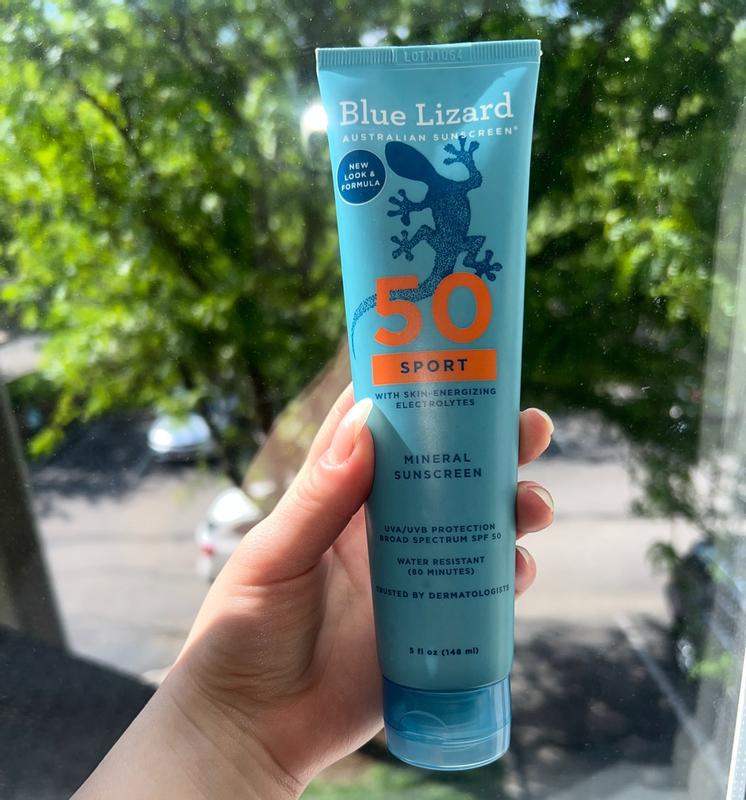 LOTN1064
Blue Lizard
AUSTRALIAN SUNSCREEN®
NEW
LOOK &
FORMULA
50
SPORT
WITH SKIN-ENERGIZING
ELECTROLYTES
MINERAL
SUNSCREEN
UVA/UVB PROTECTION
BROAD SPECTRUM SPF 50
WATER RESISTANT
(80 MINUTES)
TRUSTED BY DERMATOLOGISTS
5 fl oz (148 ml)